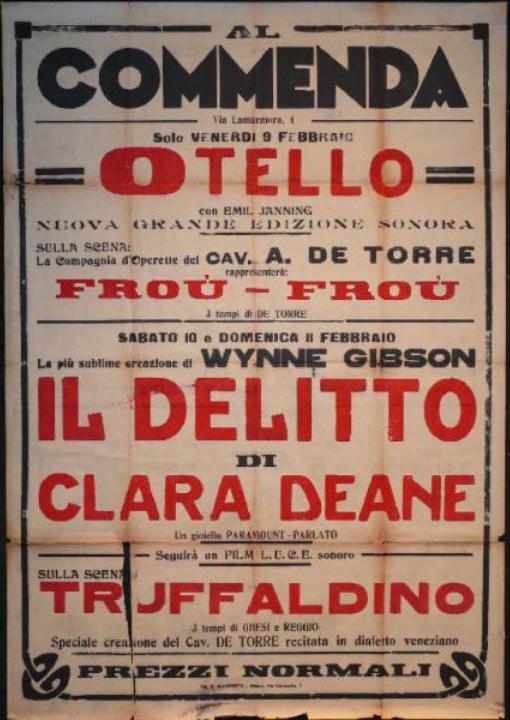 AL
COMMENDA
Via Lamarmora, 4
Solo VENERDI 9 FEBBRAIO
OTELLO
con EMIL JANNING
NUOVA GRANDE EDIZIONE SONORA
SULLA SCENA:
La Compagnia d'Operette del CAV. A. DE TORRE
rappresenterà:
FROÙ - FROÙ
3 tempi di DE TORRE
SABATO 10 e DOMENICA 11 FEBBRAIO
La più sublime creazione di WYNNE GIBSON
IL DELITTO
DI
CLARA DEANE
Un gioiello PARAMOUNT - PARLATO
Seguirà un FILM L.U.C.E. sonoro
SULLA SCENA
TRUFFALDINO
3 tempi di GHESI e REGGIO
Speciale creazione del Cav. DE TORRE recitata in dialetto veneziano
PREZZI NORMALI